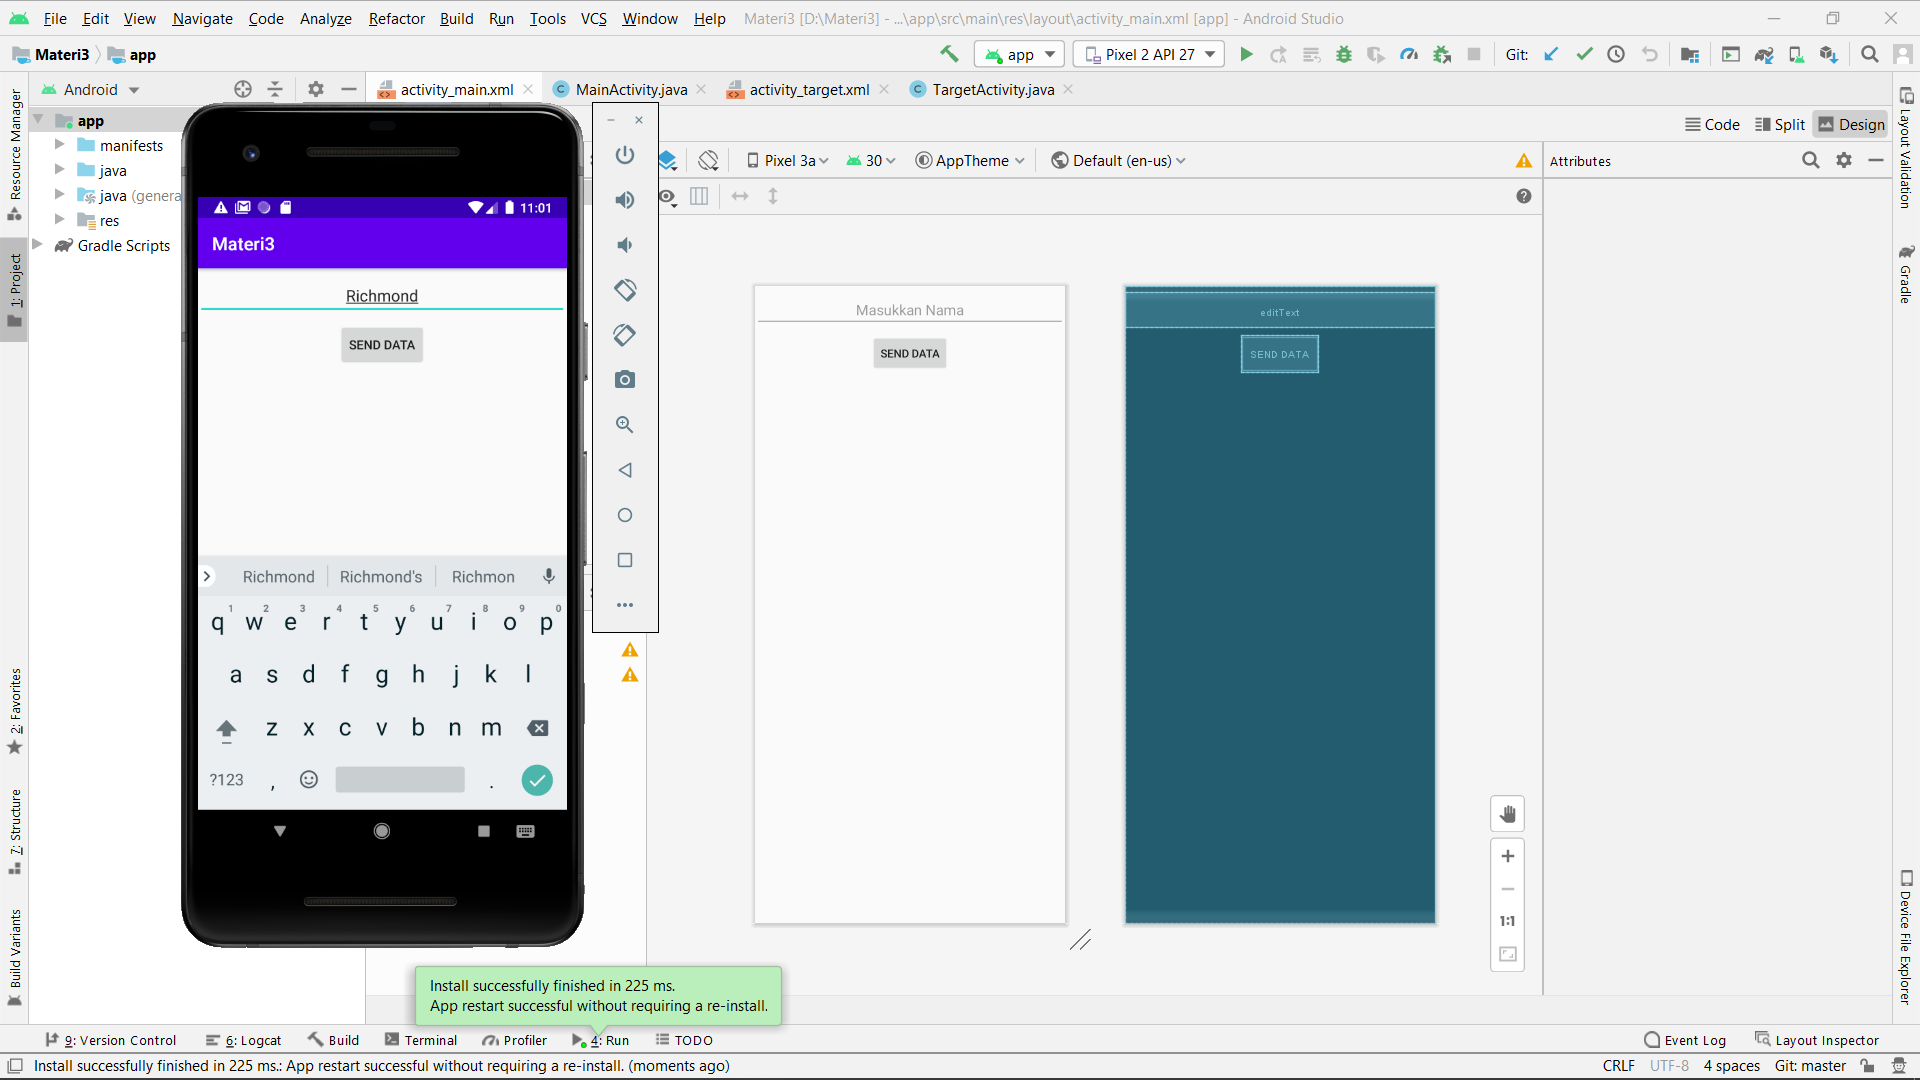 File Edit View Navigate Code Analyze Refactor Build Run Tools VCS Window Help Materi3 [D:\Materi3] - ...\app\src\main\res\layout\activity_main.xml [app] - Android Studio
Materi3 app
app Pixel 2 API 27 Git:
Android
activity_main.xml MainActivity.java activity_target.xml TargetActivity.java
app
manifests
java
java (genera
res
Gradle Scripts
Resource Manager
1: Project
2: Favorites
7: Structure
Build Variants
11:01
Materi3
Richmond
SEND DATA
Richmond Richmond's Richmon
1 2 3 4 5 6 7 8 9 0
q w e r t y u i o p
a s d f g h j k l
z x c v b n m
?123 , .
Code Split Design
Pixel 3a 30 AppTheme Default (en-us)
Attributes
Masukkan Nama
SEND DATA
editText
SEND DATA
1:1
Layout Validation
Gradle
Device File Explorer
Install successfully finished in 225 ms.
App restart successful without requiring a re-install.
9: Version Control 6: Logcat Build Terminal Profiler 4: Run TODO Event Log Layout Inspector
Install successfully finished in 225 ms.: App restart successful without requiring a re-install. (moments ago) CRLF UTF-8 4 spaces Git: master